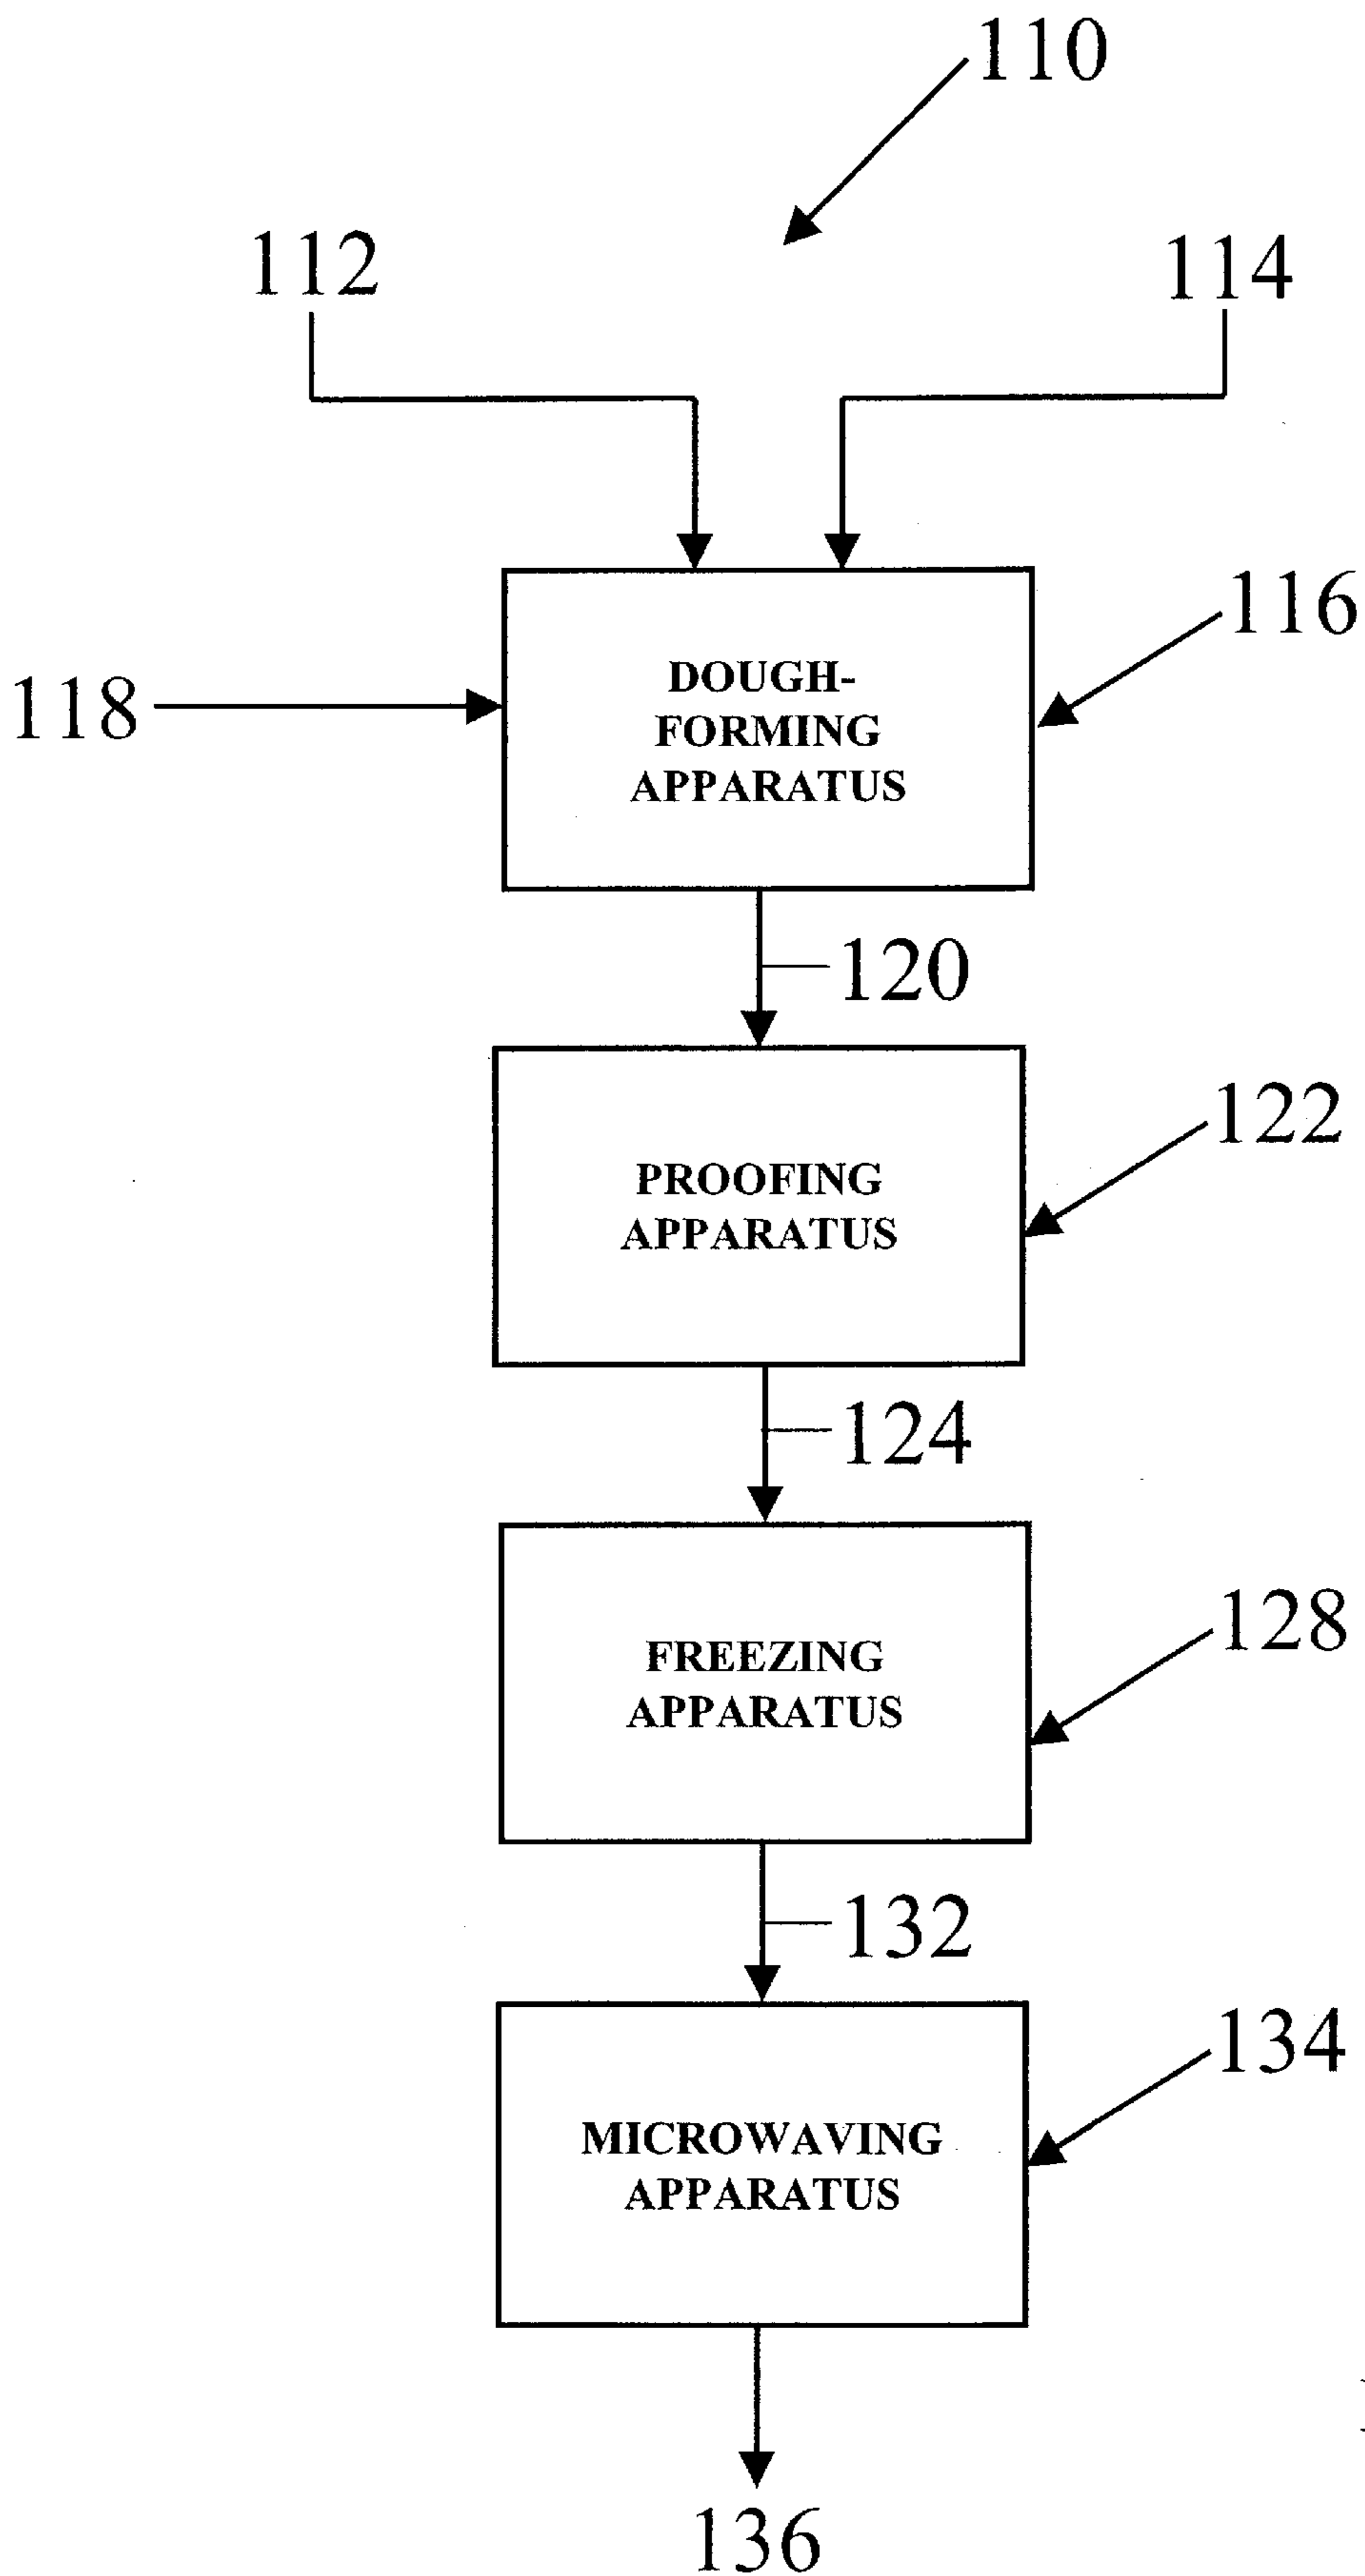 110
112
114
116
118
DOUGH-
FORMING
APPARATUS
120
122
PROOFING
APPARATUS
124
128
FREEZING
APPARATUS
132
134
MICROWAVING
APPARATUS
136